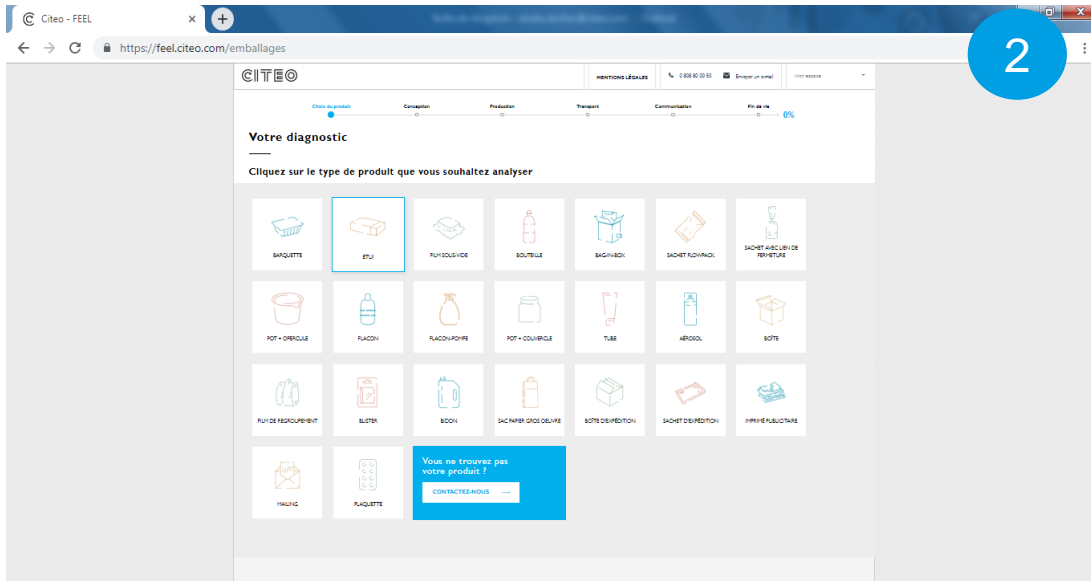 Citeo - FEEL
2
https://feel.citeo.com/emballages
CITEO
MENTIONS LÉGALES
0 808 80 00 50
Envoyer un e-mail
Mon espace
Choix du produit
Conception
Production
Transport
Communication
Fin de vie
0%
Votre diagnostic
Cliquez sur le type de produit que vous souhaitez analyser
BARQUETTE
ETUI
FILM SOUS-VIDE
BOUTEILLE
BAG-IN-BOX
SACHET FLOWPACK
SACHET AVEC LIEN DE
FERMETURE
POT + OPERCULE
FLACON
FLACON-POMPE
POT + COUVERCLE
TUBE
AÉROSOL
BOÎTE
FILM DE REGROUPEMENT
BLISTER
BIDON
SAC PAPIER GROS OEUVRE
BOÎTE D'EXPÉDITION
SACHET D'EXPÉDITION
IMPRIMÉ PUBLICITAIRE
MAILING
PLAQUETTE
Vous ne trouvez pas
votre produit ?
CONTACTEZ-NOUS